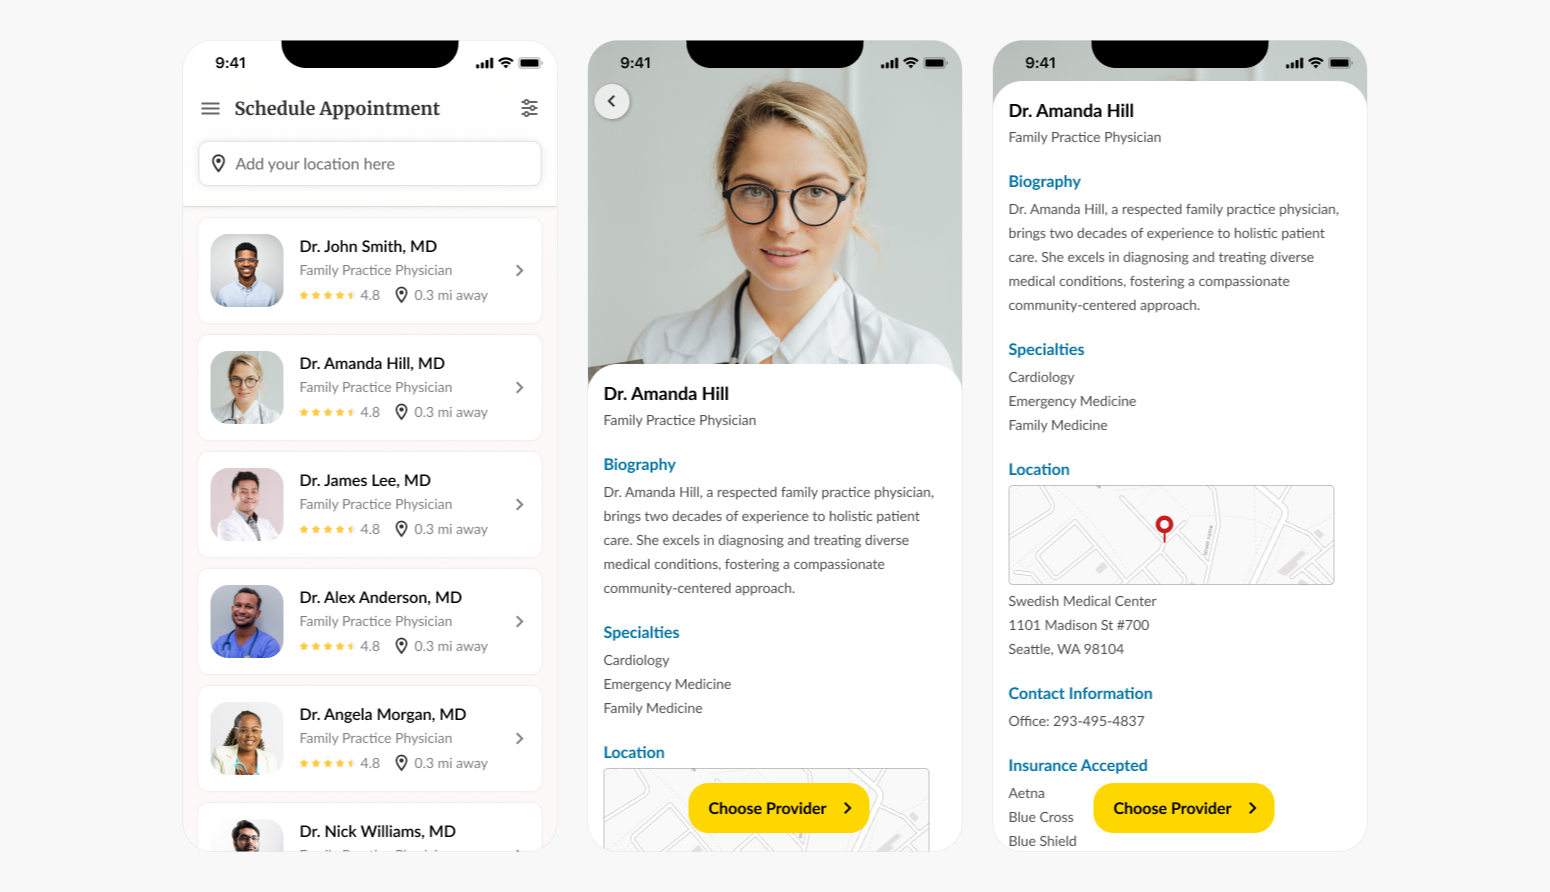 9:41
Schedule Appointment
Add your location here
Dr. John Smith, MD
Family Practice Physician
4.8 0.3 mi away
Dr. Amanda Hill, MD
Family Practice Physician
4.8 0.3 mi away
Dr. James Lee, MD
Family Practice Physician
4.8 0.3 mi away
Dr. Alex Anderson, MD
Family Practice Physician
4.8 0.3 mi away
Dr. Angela Morgan, MD
Family Practice Physician
4.8 0.3 mi away
Dr. Nick Williams, MD
Family Practice Physician
9:41
Dr. Amanda Hill
Family Practice Physician
Biography
Dr. Amanda Hill, a respected family practice physician,
brings two decades of experience to holistic patient
care. She excels in diagnosing and treating diverse
medical conditions, fostering a compassionate
community-centered approach.
Specialties
Cardiology
Emergency Medicine
Family Medicine
Location
Choose Provider
9:41
Dr. Amanda Hill
Family Practice Physician
Biography
Dr. Amanda Hill, a respected family practice physician,
brings two decades of experience to holistic patient
care. She excels in diagnosing and treating diverse
medical conditions, fostering a compassionate
community-centered approach.
Specialties
Cardiology
Emergency Medicine
Family Medicine
Location
Swedish Medical Center
1101 Madison St #700
Seattle, WA 98104
Contact Information
Office: 293-495-4837
Insurance Accepted
Aetna
Blue Cross
Blue Shield
Choose Provider